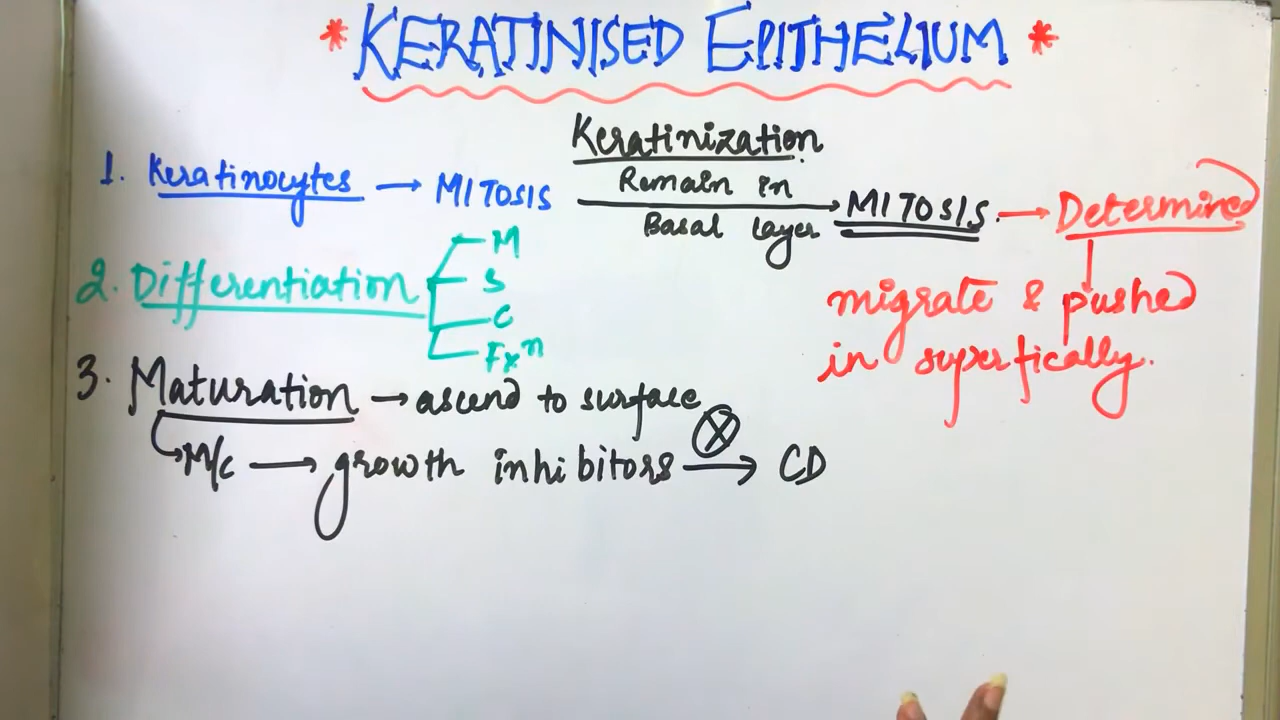 * KERATINISED EPITHELIUM *
Keratinization
1. Keratinocytes → MITOSIS Remain in Basal layer → MITOSIS. → Determined
migrate & pushed
in superfically.
2. Differentiation
M
S
C
Fxⁿ
3. Maturation → ascend to surface
M/c → growth inhibitors ⊗ → CD